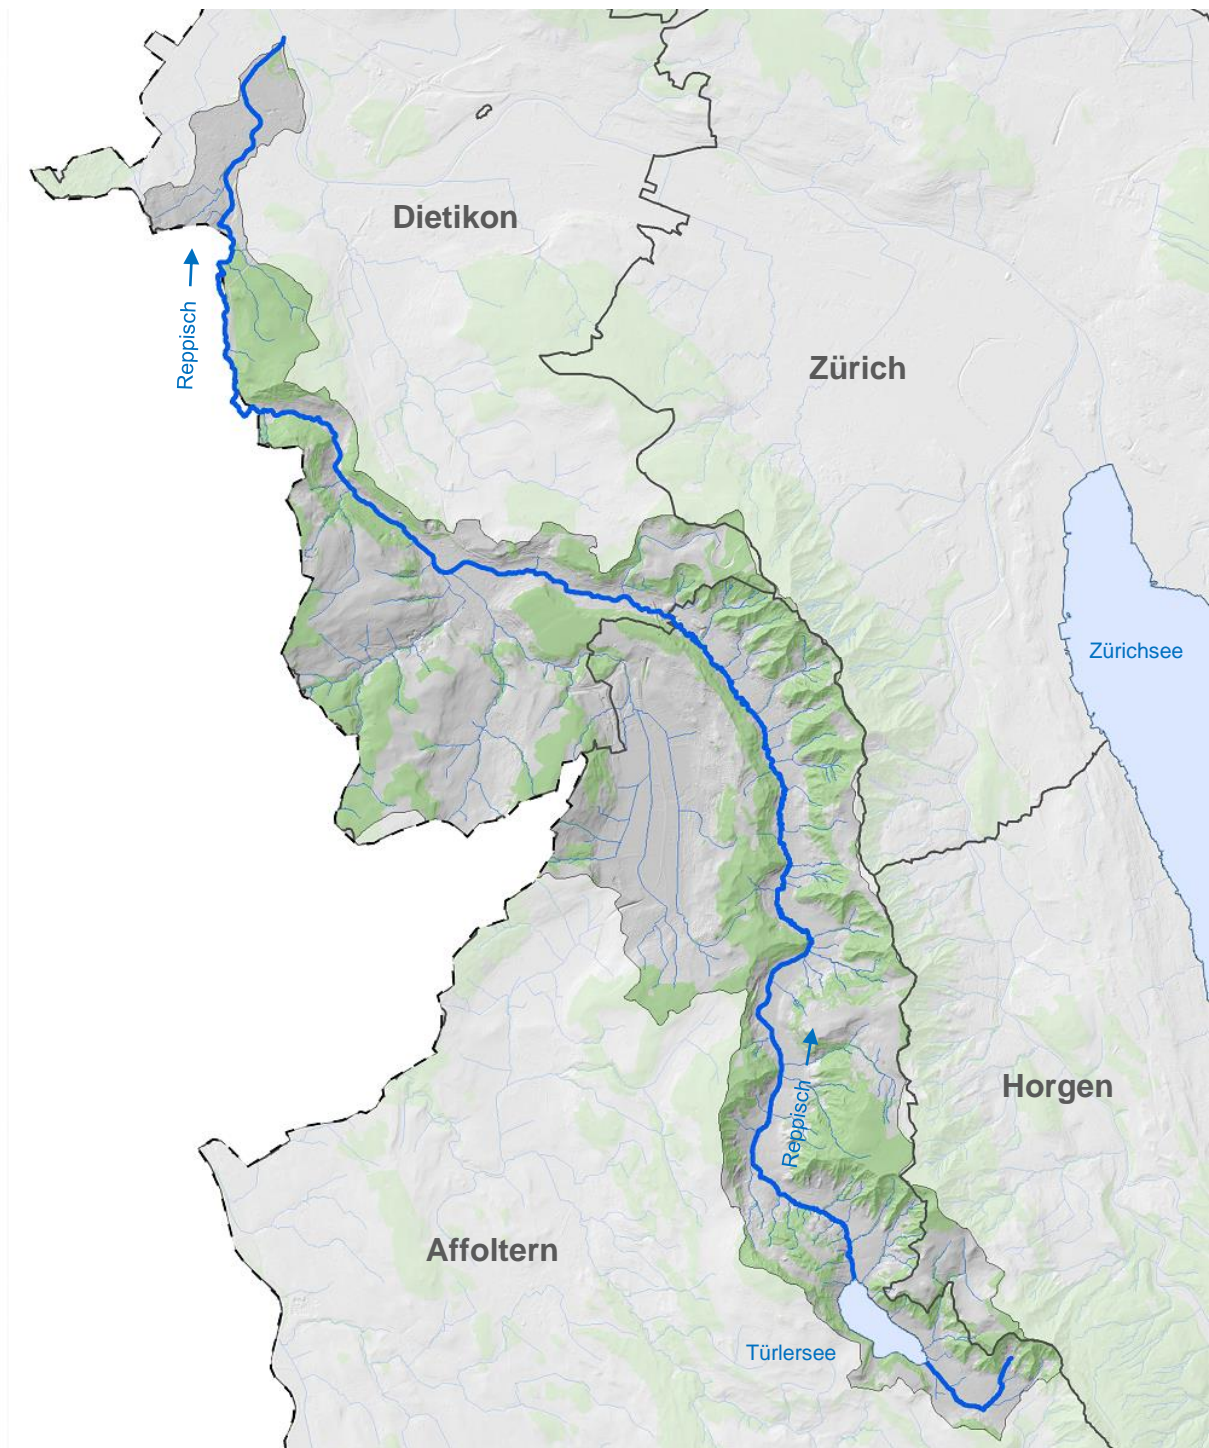 Dietikon
Reppisch
Zürich
Zürichsee
Reppisch
Horgen
Affoltern
Türlersee